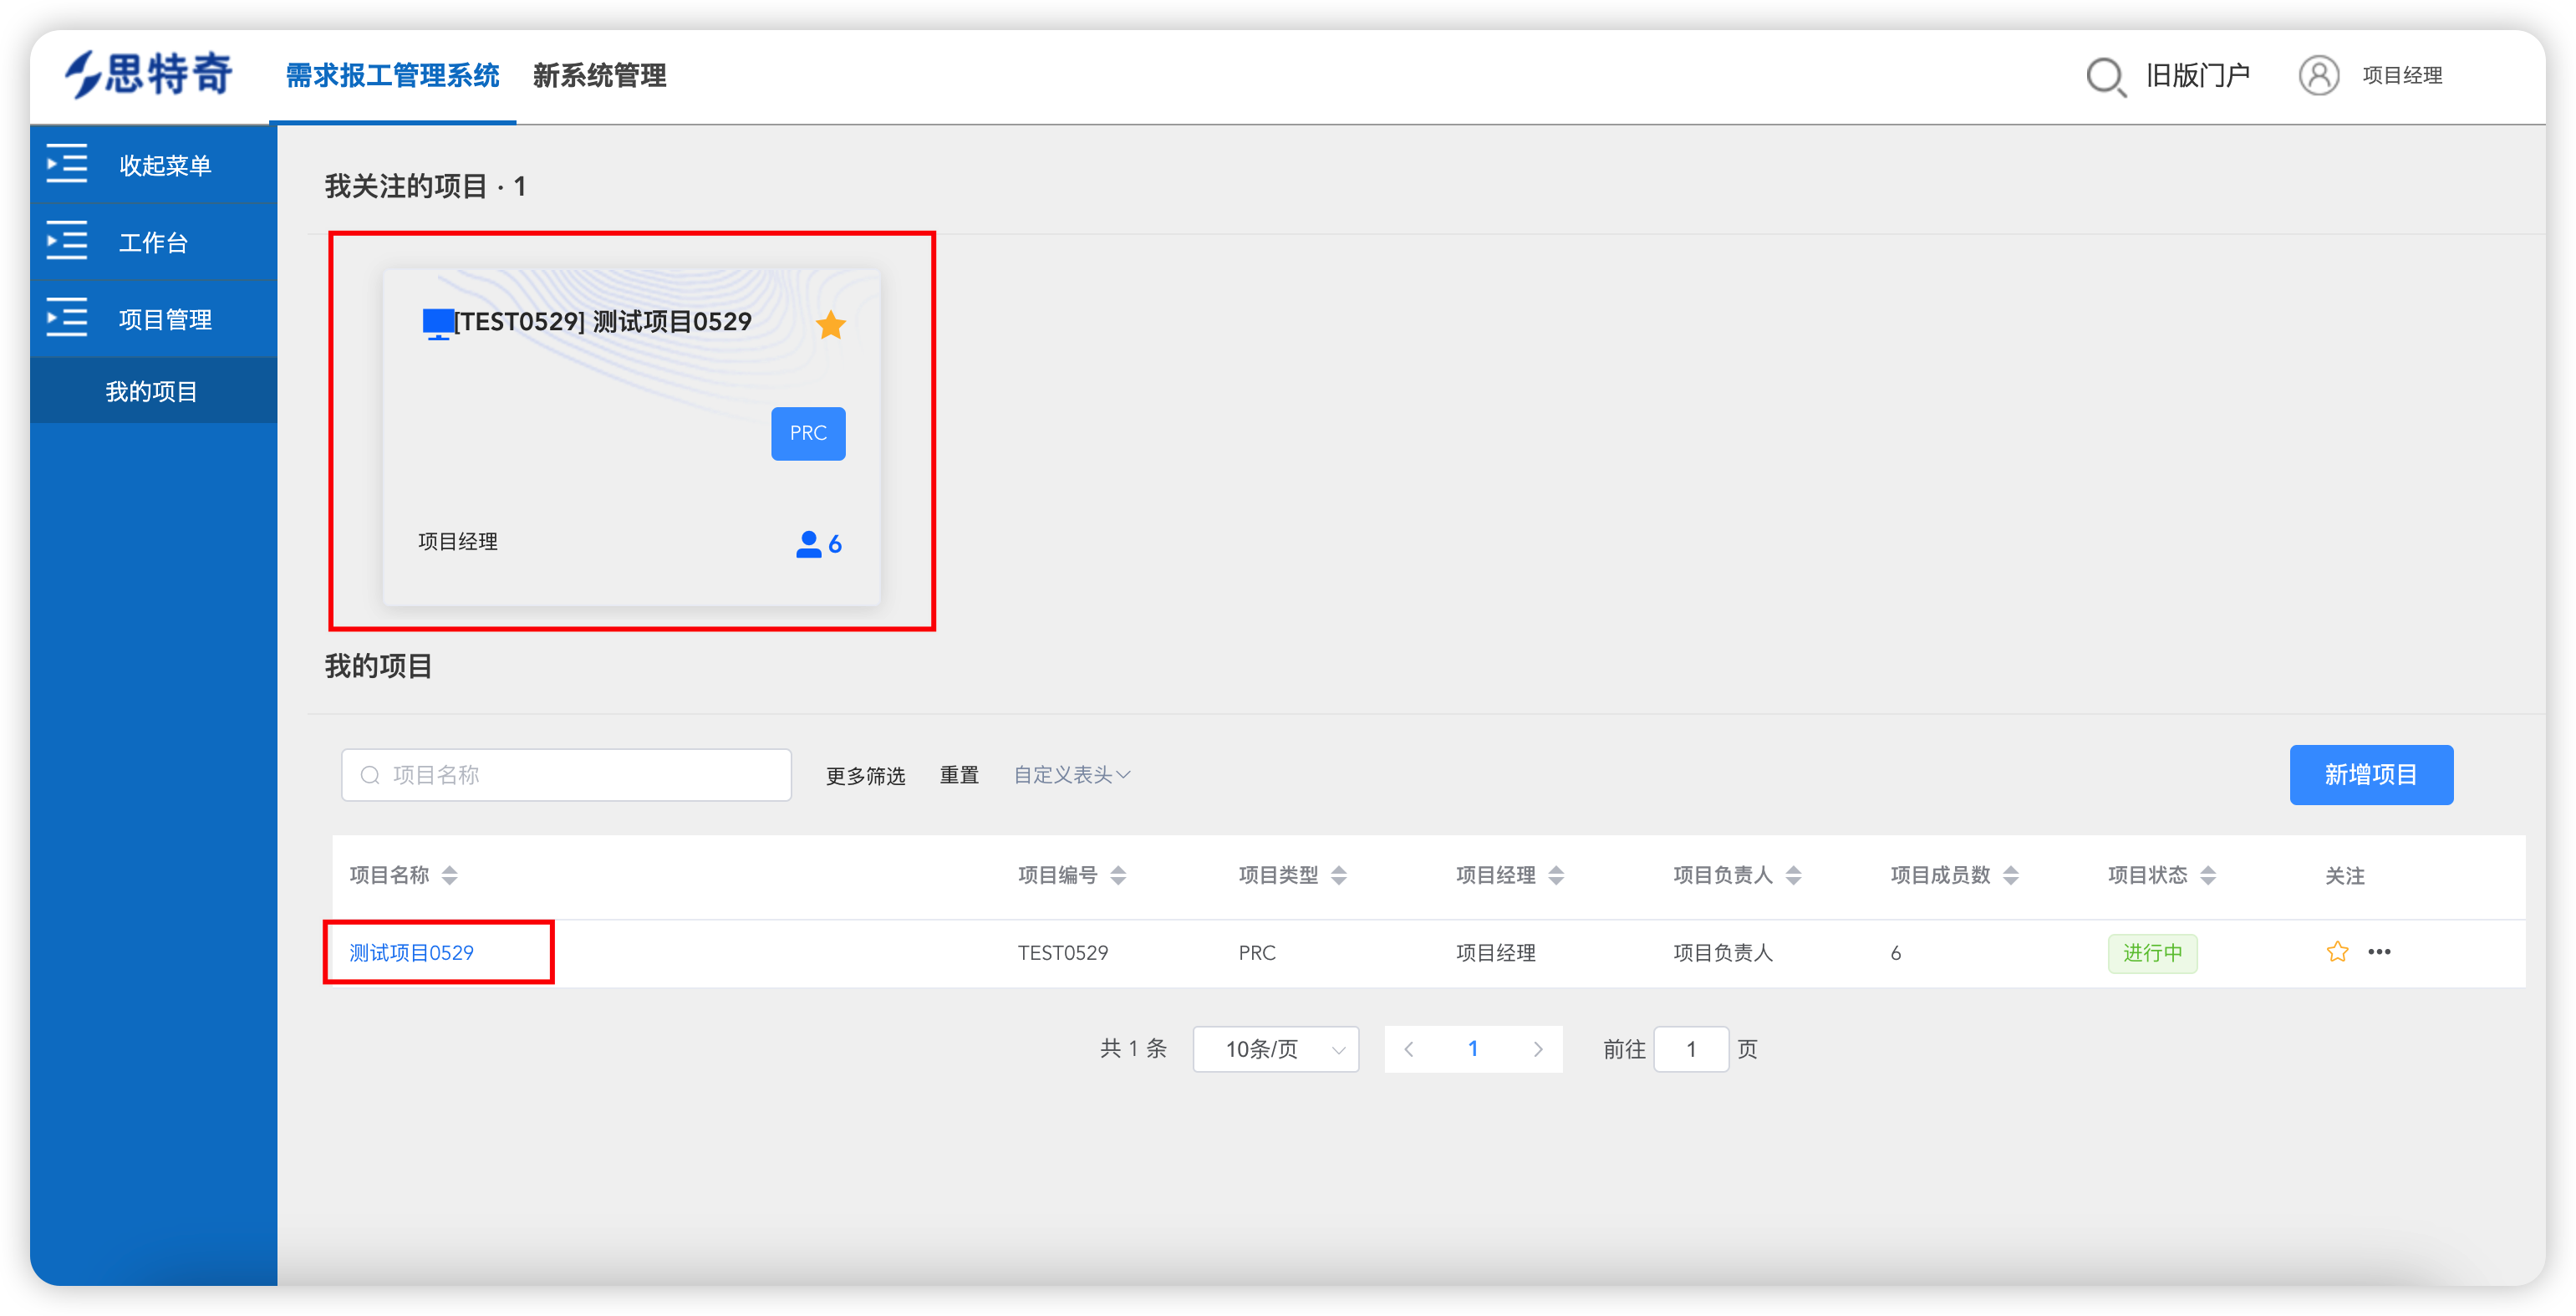 思特奇 需求报工管理系统 新系统管理 旧版门户 项目经理
收起菜单
工作台
项目管理
我的项目
我关注的项目 · 1
[TEST0529] 测试项目0529
PRC
项目经理 6
我的项目
项目名称 更多筛选 重置 自定义表头 新增项目
项目名称 项目编号 项目类型 项目经理 项目负责人 项目成员数 项目状态 关注
测试项目0529 TEST0529 PRC 项目经理 项目负责人 6 进行中 •••
共 1 条 10条/页 1 前往 1 页